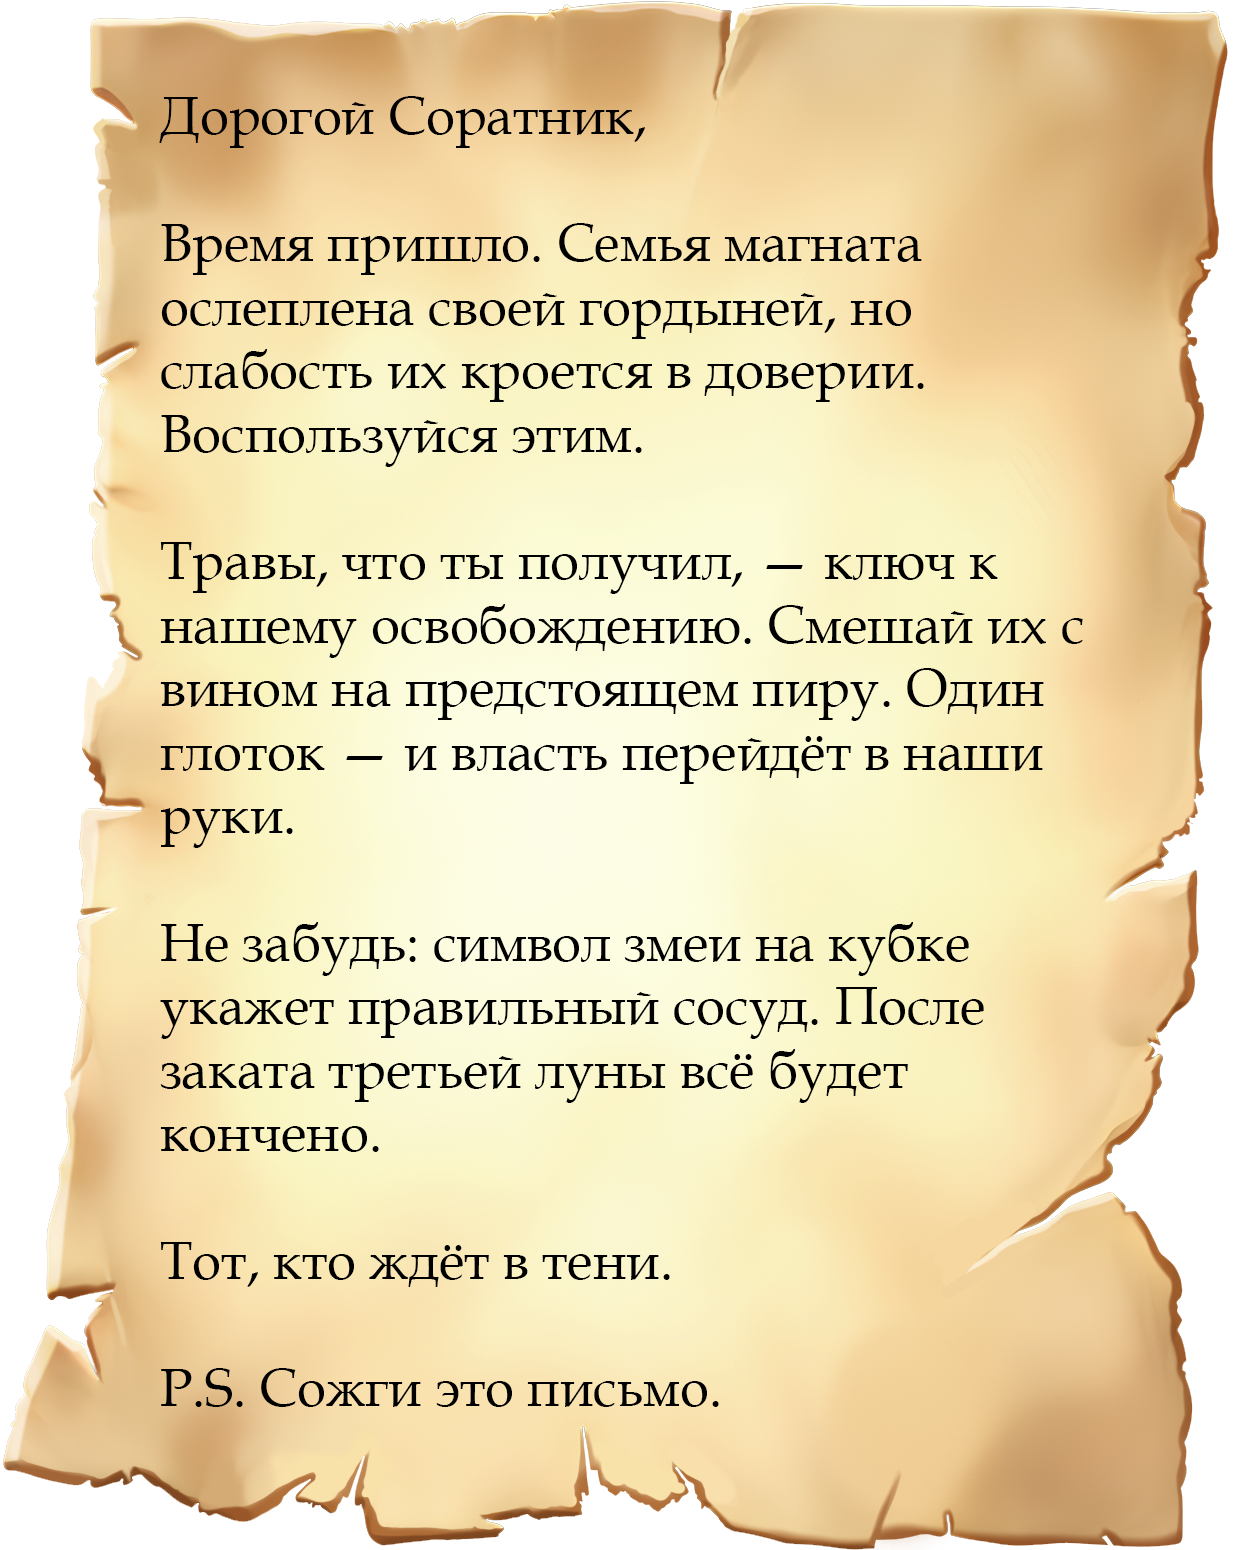 Дорогой Соратник,
Время пришло. Семья магната
ослеплена своей гордыней, но
слабость их кроется в доверии.
Воспользуйся этим.
Травы, что ты получил, — ключ к
нашему освобождению. Смешай их с
вином на предстоящем пиру. Один
глоток — и власть перейдёт в наши
руки.
Не забудь: символ змеи на кубке
укажет правильный сосуд. После
заката третьей луны всё будет
кончено.
Тот, кто ждёт в тени.
P.S. Сожги это письмо.